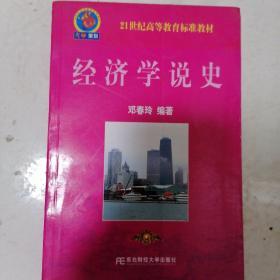 21世纪高等教育标准教材
经济学说史
邓春玲 编著
东北财经大学出版社